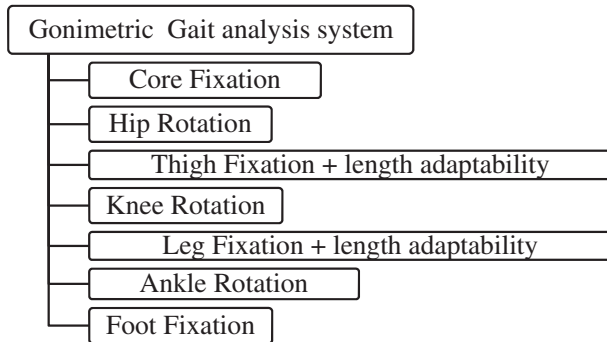 Gonimetric Gait analysis system
Core Fixation
Hip Rotation
Thigh Fixation + length adaptability
Knee Rotation
Leg Fixation + length adaptability
Ankle Rotation
Foot Fixation